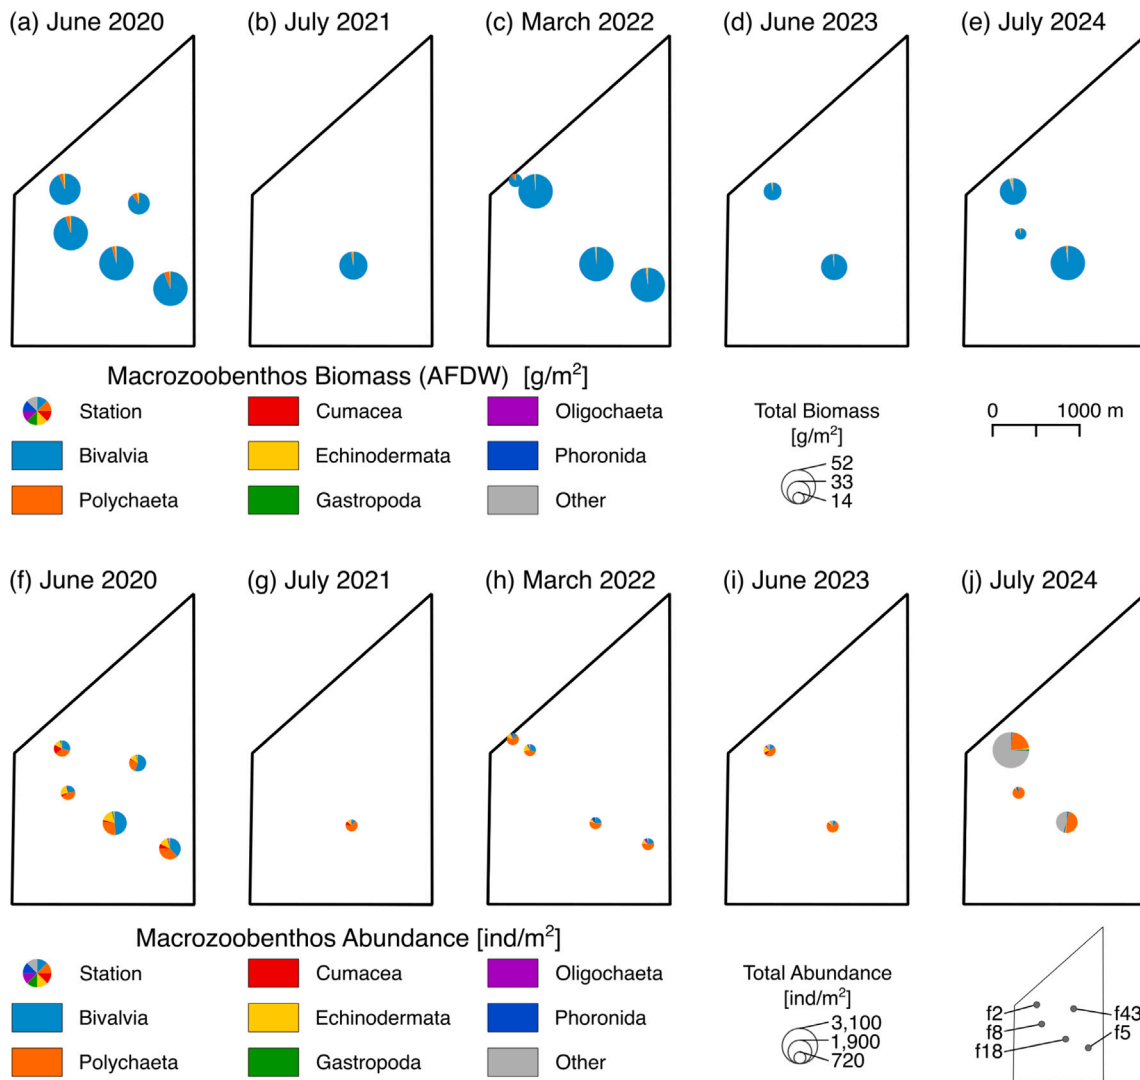 (a) June 2020 (b) July 2021 (c) March 2022 (d) June 2023 (e) July 2024
Macrozoobenthos Biomass (AFDW) [g/m²]
Station
Bivalvia
Polychaeta
Cumacea
Echinodermata
Gastropoda
Oligochaeta
Phoronida
Other
Total Biomass
[g/m²]
52
33
14
0 1000 m
(f) June 2020 (g) July 2021 (h) March 2022 (i) June 2023 (j) July 2024
Macrozoobenthos Abundance [ind/m²]
Station
Bivalvia
Polychaeta
Cumacea
Echinodermata
Gastropoda
Oligochaeta
Phoronida
Other
Total Abundance
[ind/m²]
3,100
1,900
720
f2 f43
f8 f5
f18